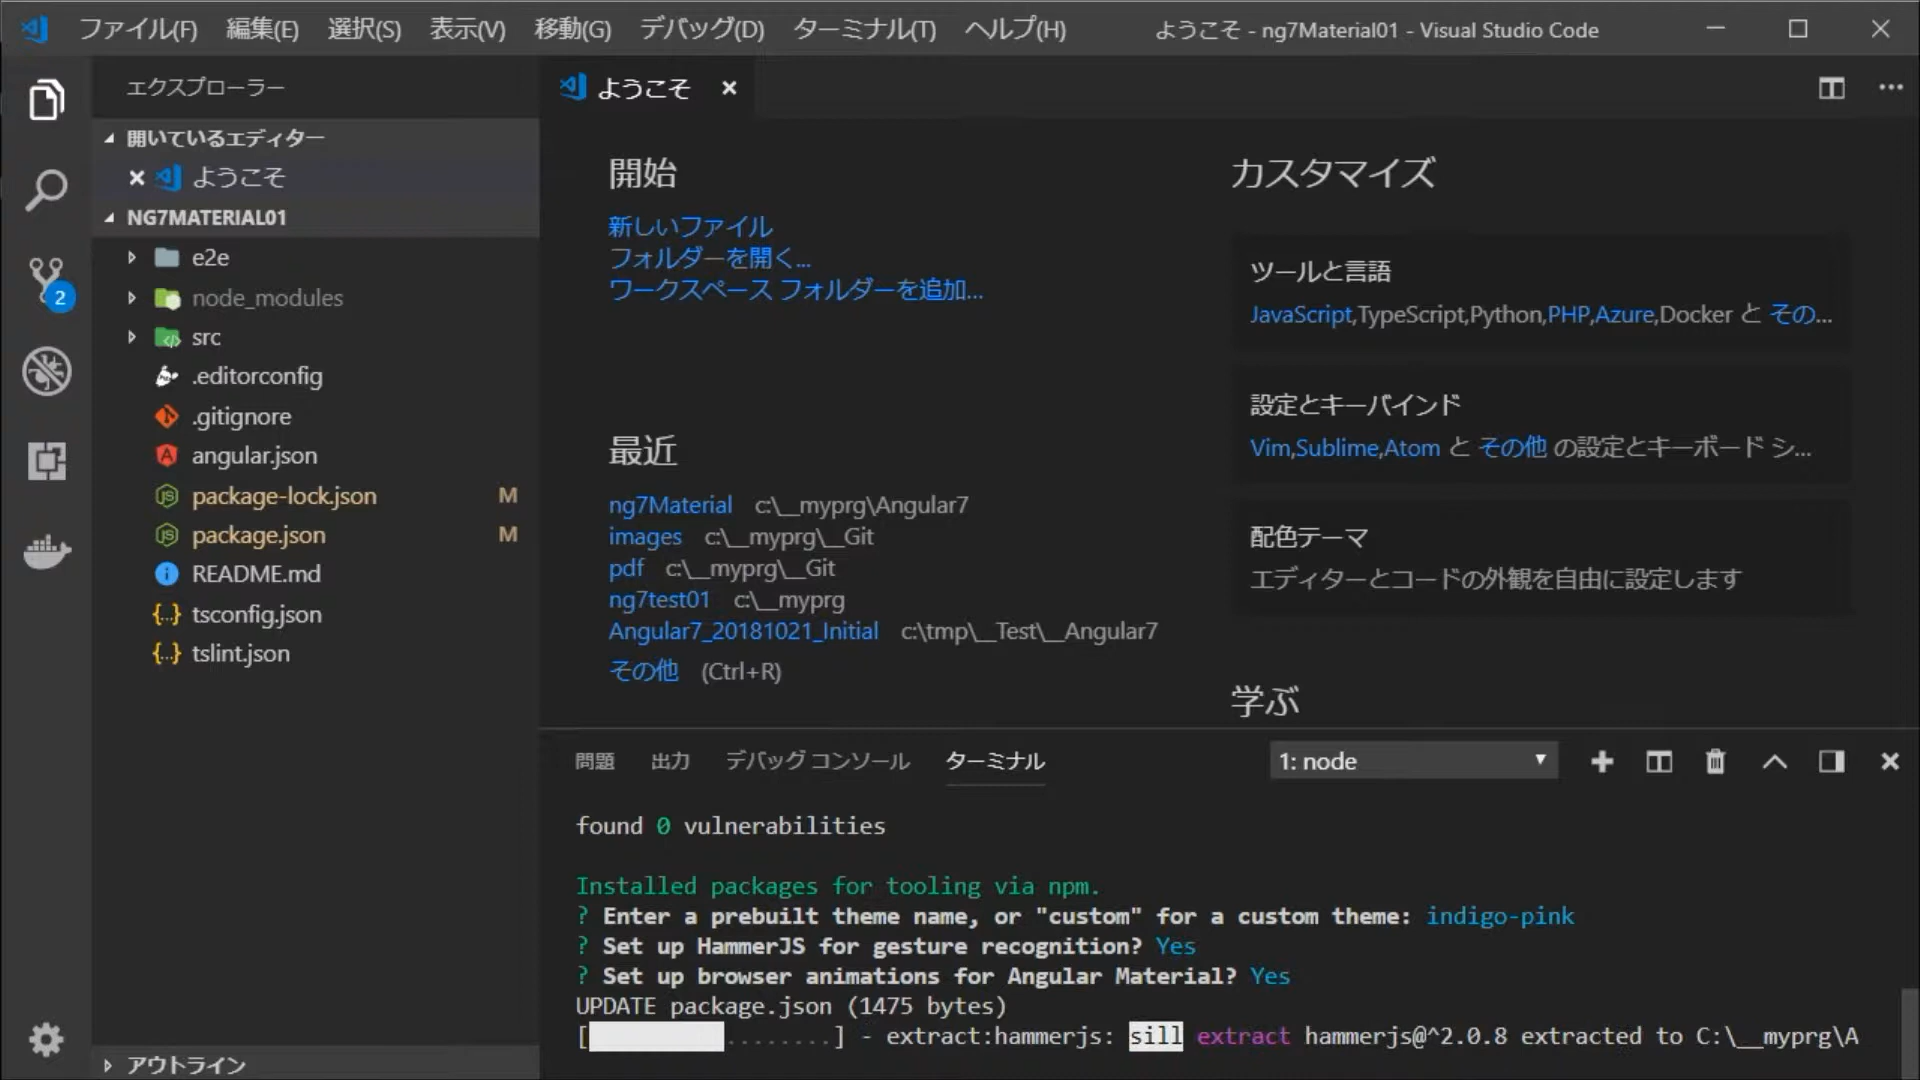 ファイル(F) 編集(E) 選択(S) 表示(V) 移動(G) デバッグ(D) ターミナル(T) ヘルプ(H) ようこそ - ng7Material01 - Visual Studio Code
エクスプローラー
開いているエディター
ようこそ
NG7MATERIAL01
e2e
node_modules
src
.editorconfig
.gitignore
angular.json
package-lock.json M
package.json M
README.md
tsconfig.json
tslint.json
アウトライン
2
ようこそ
開始
新しいファイル
フォルダーを開く...
ワークスペース フォルダーを追加...
最近
ng7Material c:\__myprg\Angular7
images c:\__myprg\__Git
pdf c:\__myprg\__Git
ng7test01 c:\__myprg
Angular7_20181021_Initial c:\tmp\__Test\__Angular7
その他 (Ctrl+R)
カスタマイズ
ツールと言語
JavaScript,TypeScript,Python,PHP,Azure,Docker と その...
設定とキーバインド
Vim,Sublime,Atom と その他 の設定とキーボード シ...
配色テーマ
エディターとコードの外観を自由に設定します
学ぶ
問題 出力 デバッグ コンソール ターミナル 1: node
found 0 vulnerabilities
Installed packages for tooling via npm.
? Enter a prebuilt theme name, or "custom" for a custom theme: indigo-pink
? Set up HammerJS for gesture recognition? Yes
? Set up browser animations for Angular Material? Yes
UPDATE package.json (1475 bytes)
[ ........] - extract:hammerjs: sill extract hammerjs@^2.0.8 extracted to C:\__myprg\A